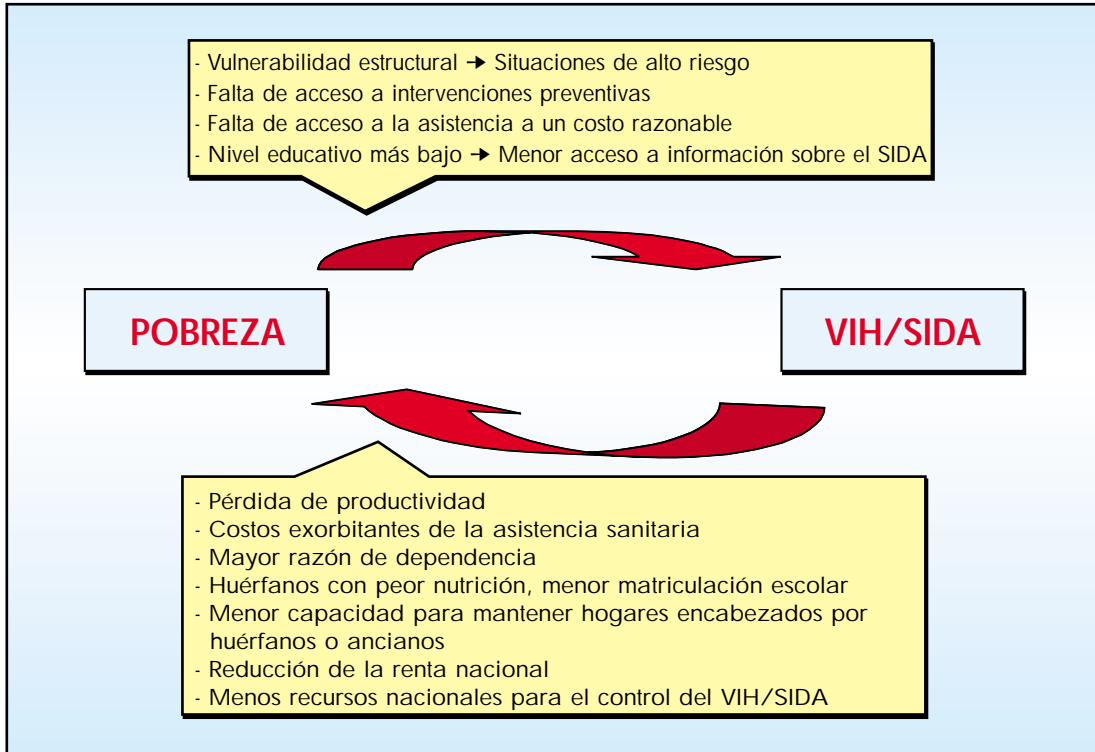 - Vulnerabilidad estructural → Situaciones de alto riesgo
- Falta de acceso a intervenciones preventivas
- Falta de acceso a la asistencia a un costo razonable
- Nivel educativo más bajo → Menor acceso a información sobre el SIDA
POBREZA
VIH/SIDA
- Pérdida de productividad
- Costos exorbitantes de la asistencia sanitaria
- Mayor razón de dependencia
- Huérfanos con peor nutrición, menor matriculación escolar
- Menor capacidad para mantener hogares encabezados por
huérfanos o ancianos
- Reducción de la renta nacional
- Menos recursos nacionales para el control del VIH/SIDA